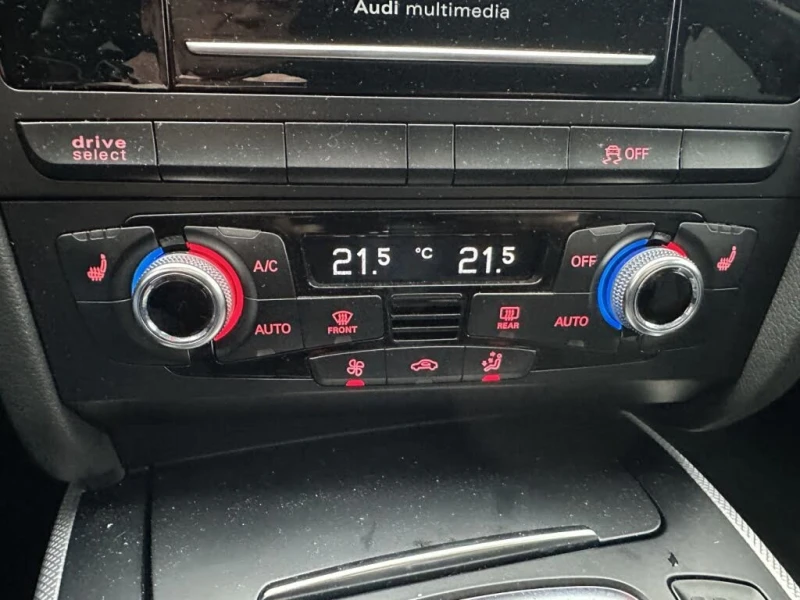 Audi multimedia
drive
select
OFF
A/C
21.5 °C 21.5
OFF
AUTO
FRONT
REAR
AUTO